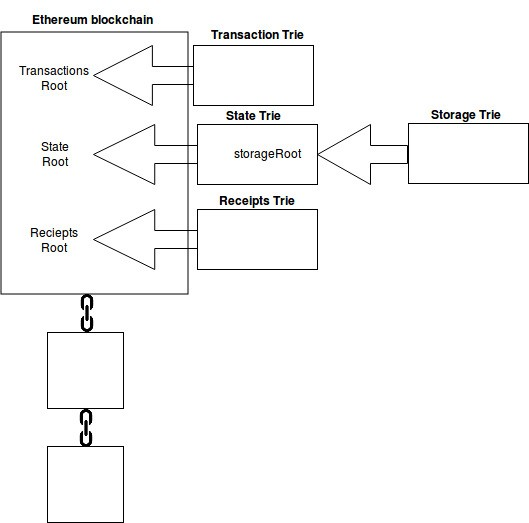 Ethereum blockchain
Transaction Trie
Transactions
Root
State Trie
Storage Trie
State
Root
storageRoot
Receipts Trie
Reciepts
Root